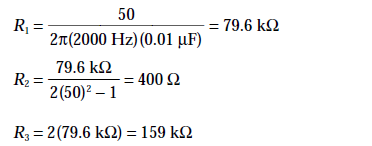 R₁ = 50 / 2π(2000 Hz)(0.01 µF) = 79.6 kΩ
R₂ = 79.6 kΩ / 2(50)² – 1 = 400 Ω
R₃ = 2(79.6 kΩ) = 159 kΩ